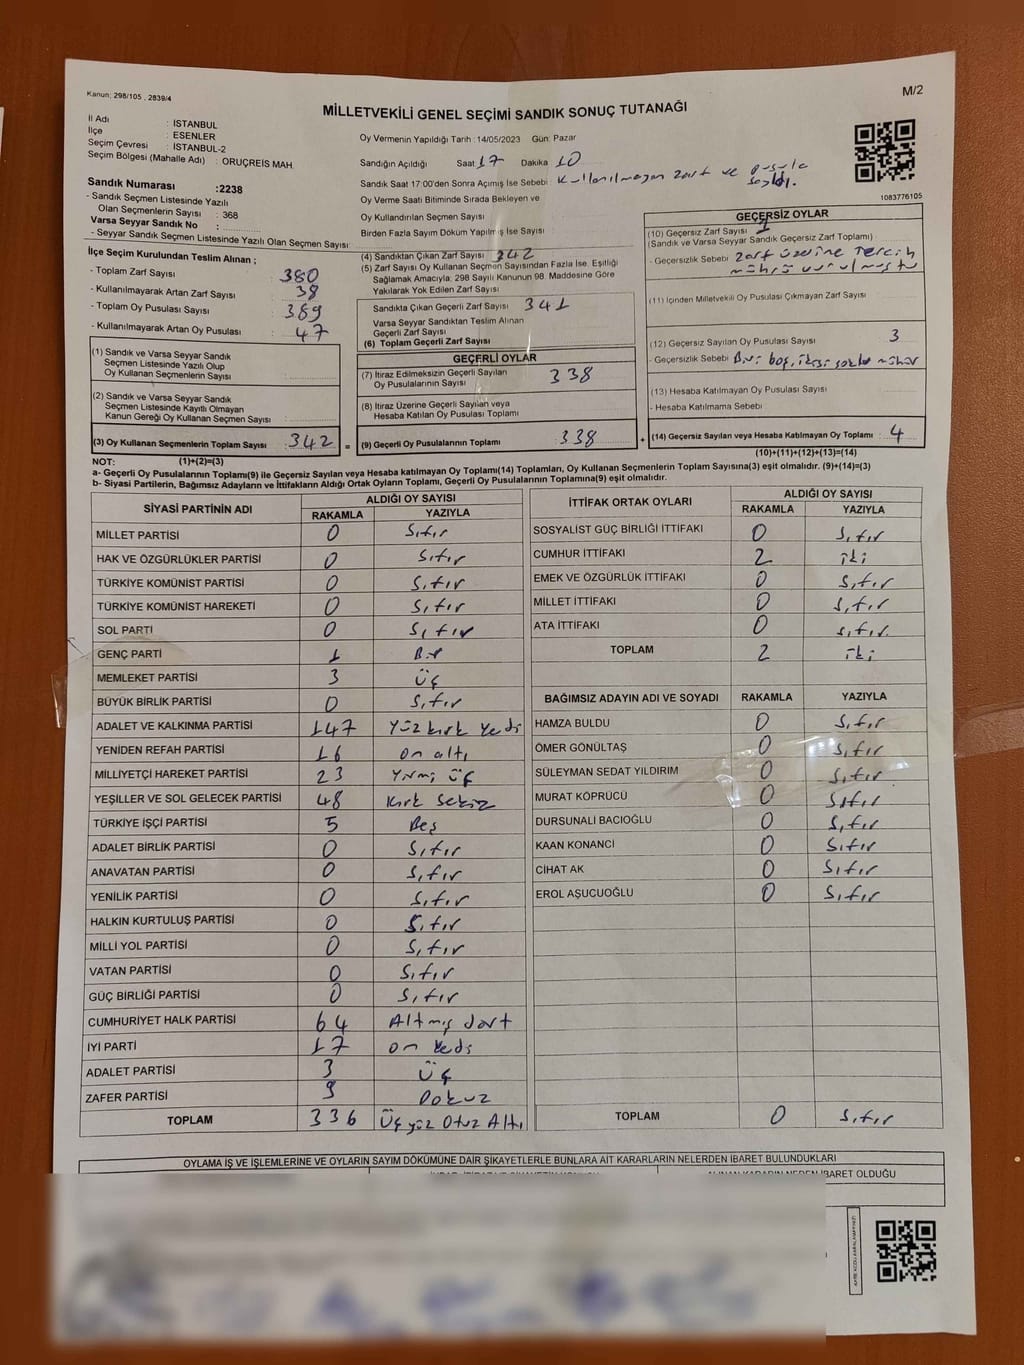 Kanun: 298/105 , 2839/4
M/2
MİLLETVEKİLİ GENEL SEÇİMİ SANDIK SONUÇ TUTANAĞI
İl Adı : İSTANBUL
İlçe : ESENLER
Seçim Çevresi : İSTANBUL-2
Seçim Bölgesi (Mahalle Adı) : ORUÇREİS MAH.
Sandık Numarası :2238
- Sandık Seçmen Listesinde Yazılı
Olan Seçmenlerin Sayısı : 368
Varsa Seyyar Sandık No :
- Seyyar Sandık Seçmen Listesinde Yazılı Olan Seçmen Sayısı:
Oy Vermenin Yapıldığı Tarih : 14/05/2023 Gün: Pazar
Sandığın Açıldığı Saat 17 Dakika 10
Sandık Saat 17:00'den Sonra Açımış İse Sebebi: Kullanılmayan zarf ve pusula
sayıldı.
Oy Verme Saati Bitiminde Sırada Bekleyen ve
Oy Kullandırılan Seçmen Sayısı
Birden Fazla Sayım Döküm Yapılmış İse Sayısı :
1083776105
İlçe Seçim Kurulundan Teslim Alınan ;
- Toplam Zarf Sayısı : 380
- Kullanılmayarak Artan Zarf Sayısı : 38
- Toplam Oy Pusulası Sayısı : 389
- Kullanılmayarak Artan Oy Pusulası : 47
(1) Sandık ve Varsa Seyyar Sandık
Seçmen Listesinde Yazılı Olup
Oy Kullanan Seçmenlerin Sayısı :
(2) Sandık ve Varsa Seyyar Sandık
Seçmen Listesinde Kayıtlı Olmayan
Kanun Gereği Oy Kullanan Seçmen Sayısı :
(3) Oy Kullanan Seçmenlerin Toplam Sayısı : 342
(4) Sandıktan Çıkan Zarf Sayısı : 342
(5) Zarf Sayısı Oy Kullanan Seçmen Sayısından Fazla İse, Eşitliği
Sağlamak Amacıyla, 298 Sayılı Kanunun 98. Maddesine Göre
Yakılarak Yok Edilen Zarf Sayısı :
Sandıkta Çıkan Geçerli Zarf Sayısı : 341
Varsa Seyyar Sandıktan Teslim Alınan
Geçerli Zarf Sayısı
(6) Toplam Geçerli Zarf Sayısı :
GEÇERLİ OYLAR
(7) İtiraz Edilmeksizin Geçerli Sayılan
Oy Pusulalarının Sayısı : 338
(8) İtiraz Üzerine Geçerli Sayılan veya
Hesaba Katılan Oy Pusulası Toplamı
= (9) Geçerli Oy Pusulalarının Toplamı : 338
GEÇERSİZ OYLAR
(10) Geçersiz Zarf Sayısı : 1
(Sandık ve Varsa Seyyar Sandık Geçersiz Zarf Toplamı)
- Geçersizlik Sebebi zarf üzerine Tercih
mührü vurulmuştu
(11) İçinden Milletvekili Oy Pusulası Çıkmayan Zarf Sayısı :
(12) Geçersiz Sayılan Oy Pusulası Sayısı : 3
- Geçersizlik Sebebi Biri boş, ikisi mühür
(13) Hesaba Katılmayan Oy Pusulası Sayısı :
- Hesaba Katılmama Sebebi
+ (14) Geçersiz Sayılan veya Hesaba Katılmayan Oy Toplamı : 4
NOT: (1)+(2)=(3)
(10)+(11)+(12)+(13)=(14)
a- Geçerli Oy Pusulalarının Toplamı(9) ile Geçersiz Sayılan veya Hesaba katılmayan Oy Toplamı(14) Toplamları, Oy Kullanan Seçmenlerin Toplam Sayısına(3) eşit olmalıdır. (9)+(14)=(3)
b- Siyasi Partilerin, Bağımsız Adayların ve İttifakların Aldığı Ortak Oyların Toplamı, Geçerli Oy Pusulalarının Toplamına(9) eşit olmalıdır.
SİYASİ PARTİNİN ADI
ALDIĞI OY SAYISI
RAKAMLA YAZIYLA
MİLLET PARTİSİ 0 Sıfır
HAK VE ÖZGÜRLÜKLER PARTİSİ 0 Sıfır
TÜRKİYE KOMÜNİST PARTİSİ 0 Sıfır
TÜRKİYE KOMÜNİST HAREKETİ 0 Sıfır
SOL PARTİ 0 Sıfır
GENÇ PARTİ 1 Bir
MEMLEKET PARTİSİ 3 Üç
BÜYÜK BİRLİK PARTİSİ 0 Sıfır
ADALET VE KALKINMA PARTİSİ 147 Yüz kırk yedi
YENİDEN REFAH PARTİSİ 16 on altı
MİLLİYETÇİ HAREKET PARTİSİ 23 Yirmi üç
YEŞİLLER VE SOL GELECEK PARTİSİ 48 Kırk sekiz
TÜRKİYE İŞÇİ PARTİSİ 5 Beş
ADALET BİRLİK PARTİSİ 0 Sıfır
ANAVATAN PARTİSİ 0 Sıfır
YENİLİK PARTİSİ 0 Sıfır
HALKIN KURTULUŞ PARTİSİ 0 Sıfır
MİLLİ YOL PARTİSİ 0 Sıfır
VATAN PARTİSİ 0 Sıfır
GÜÇ BİRLİĞİ PARTİSİ 0 Sıfır
CUMHURİYET HALK PARTİSİ 64 Altmış dört
İYİ PARTİ 17 on yedi
ADALET PARTİSİ 3 Üç
ZAFER PARTİSİ 9 Dokuz
TOPLAM 336 Üçyüz Otuz Altı
İTTİFAK ORTAK OYLARI
ALDIĞI OY SAYISI
RAKAMLA YAZIYLA
SOSYALİST GÜÇ BİRLİĞİ İTTİFAKI 0 Sıfır
CUMHUR İTTİFAKI 2 iki
EMEK VE ÖZGÜRLÜK İTTİFAKI 0 Sıfır
MİLLET İTTİFAKI 0 Sıfır
ATA İTTİFAKI 0 Sıfır
TOPLAM 2 iki
BAĞIMSIZ ADAYIN ADI VE SOYADI RAKAMLA YAZIYLA
HAMZA BULDU 0 Sıfır
ÖMER GÖNÜLTAŞ 0 Sıfır
SÜLEYMAN SEDAT YILDIRIM 0 Sıfır
MURAT KÖPRÜCÜ 0 Sıfır
DURSUNALİ BACIOĞLU 0 Sıfır
KAAN KONANCİ 0 Sıfır
CİHAT AK 0 Sıfır
EROL AŞUCUOĞLU 0 Sıfır
TOPLAM 0 Sıfır
OYLAMA İŞ VE İŞLEMLERİNE VE OYLARIN SAYIM DÖKÜMÜNE DAİR ŞİKAYETLERLE BUNLARA AİT KARARLARIN NELERDEN İBARET BULUNDUKLARI
ALINAN KARARIN NEDEN İBARET OLDUĞU